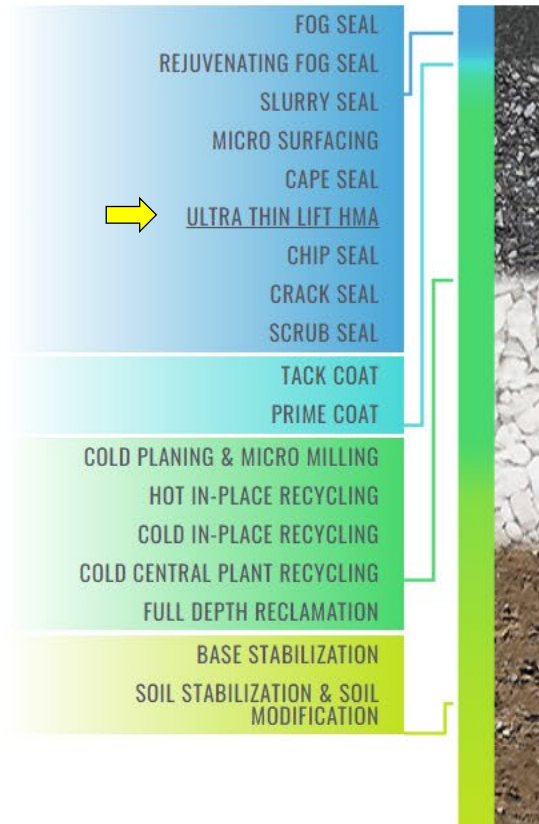 FOG SEAL
REJUVENATING FOG SEAL
SLURRY SEAL
MICRO SURFACING
CAPE SEAL
ULTRA THIN LIFT HMA
CHIP SEAL
CRACK SEAL
SCRUB SEAL
TACK COAT
PRIME COAT
COLD PLANING & MICRO MILLING
HOT IN-PLACE RECYCLING
COLD IN-PLACE RECYCLING
COLD CENTRAL PLANT RECYCLING
FULL DEPTH RECLAMATION
BASE STABILIZATION
SOIL STABILIZATION & SOIL
MODIFICATION